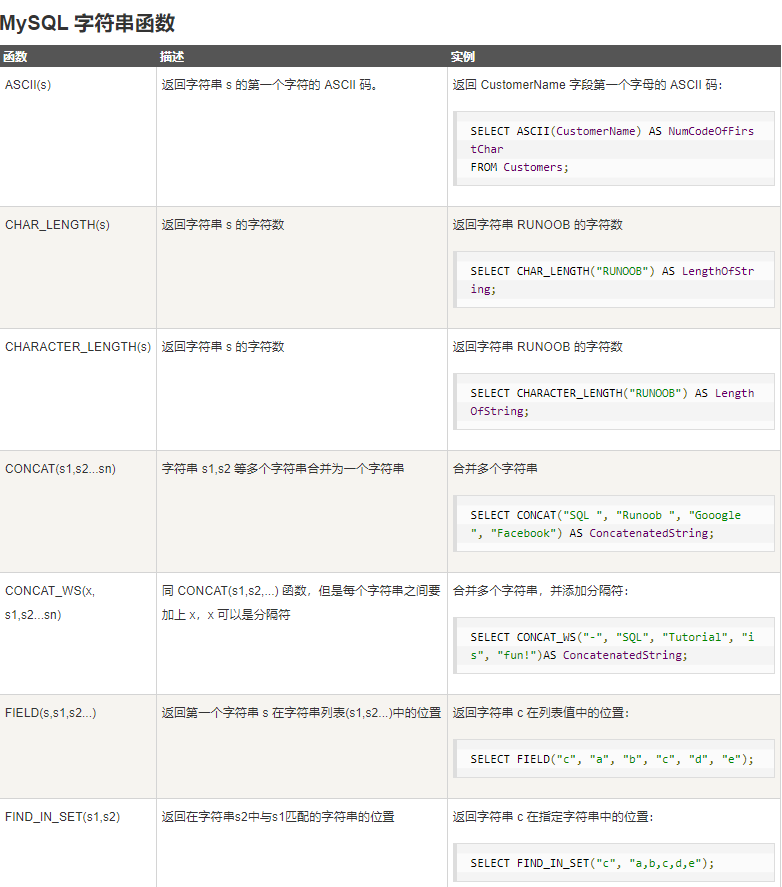 MySQL 字符串函数
函数 描述 实例
ASCII(s) 返回字符串 s 的第一个字符的 ASCII 码。 返回 CustomerName 字段第一个字母的 ASCII 码：
SELECT ASCII(CustomerName) AS NumCodeOfFirs
tChar
FROM Customers;
CHAR_LENGTH(s) 返回字符串 s 的字符数 返回字符串 RUNOOB 的字符数
SELECT CHAR_LENGTH("RUNOOB") AS LengthOfStr
ing;
CHARACTER_LENGTH(s) 返回字符串 s 的字符数 返回字符串 RUNOOB 的字符数
SELECT CHARACTER_LENGTH("RUNOOB") AS Length
OfString;
CONCAT(s1,s2...sn) 字符串 s1,s2 等多个字符串合并为一个字符串 合并多个字符串
SELECT CONCAT("SQL ", "Runoob ", "Gooogle
", "Facebook") AS ConcatenatedString;
CONCAT_WS(x, 同 CONCAT(s1,s2,...) 函数，但是每个字符串之间要 合并多个字符串，并添加分隔符：
s1,s2...sn) 加上 x，x 可以是分隔符
SELECT CONCAT_WS("-", "SQL", "Tutorial", "i
s", "fun!")AS ConcatenatedString;
FIELD(s,s1,s2...) 返回第一个字符串 s 在字符串列表(s1,s2...)中的位置 返回字符串 c 在列表值中的位置：
SELECT FIELD("c", "a", "b", "c", "d", "e");
FIND_IN_SET(s1,s2) 返回在字符串s2中与s1匹配的字符串的位置 返回字符串 c 在指定字符串中的位置：
SELECT FIND_IN_SET("c", "a,b,c,d,e");